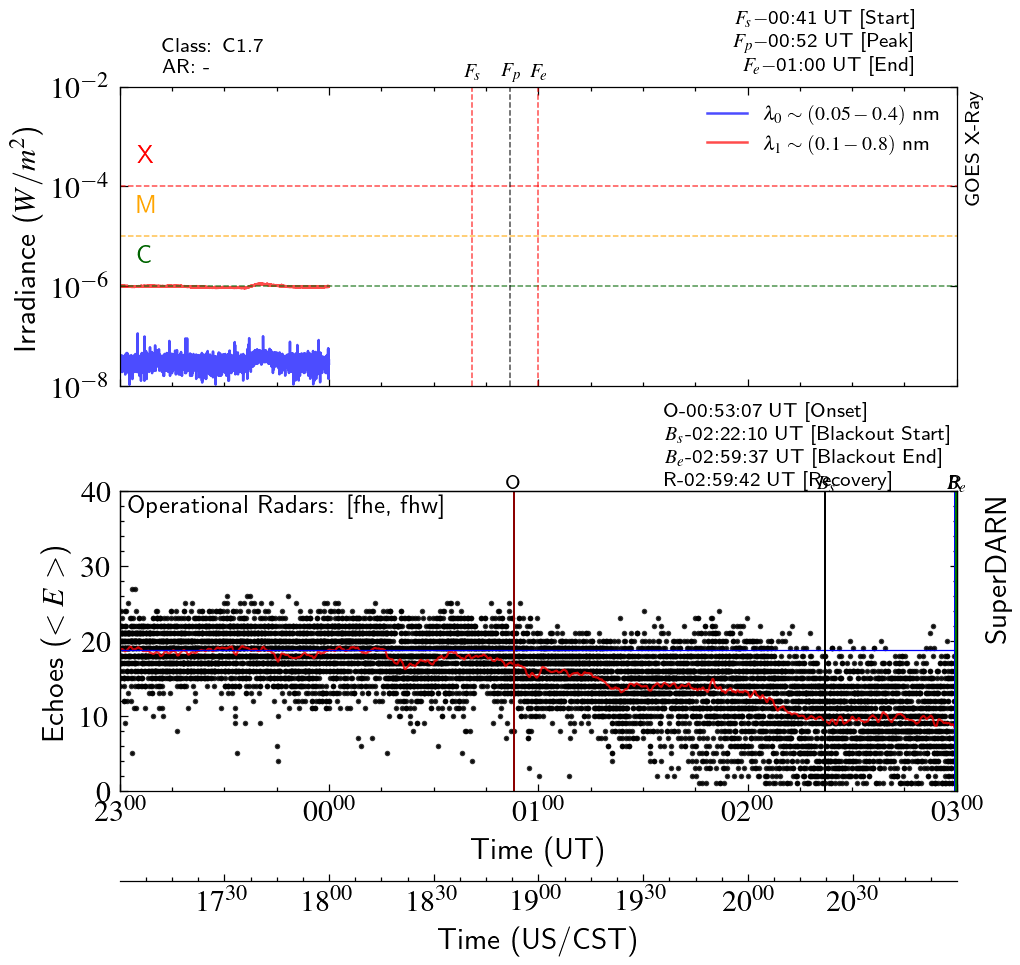 Class: C1.7
AR: -
Fs−00:41 UT [Start]
Fp−00:52 UT [Peak]
Fe−01:00 UT [End]
Fs Fp Fe
10⁻²
10⁻⁴
10⁻⁶
10⁻⁸
Irradiance (W/m²)
X
M
C
λ₀ ∼ (0.05 − 0.4) nm
λ₁ ∼ (0.1 − 0.8) nm
GOES X-Ray
O-00:53:07 UT [Onset]
Bs-02:22:10 UT [Blackout Start]
Be-02:59:37 UT [Blackout End]
R-02:59:42 UT [Recovery]
O Bs
Operational Radars: [fhe, fhw]
40
30
20
10
0
Echoes (< E >)
SuperDARN
23⁰⁰ 00⁰⁰ 01⁰⁰ 02⁰⁰ 03⁰⁰
Time (UT)
17³⁰ 18⁰⁰ 18³⁰ 19⁰⁰ 19³⁰ 20⁰⁰ 20³⁰
Time (US/CST)